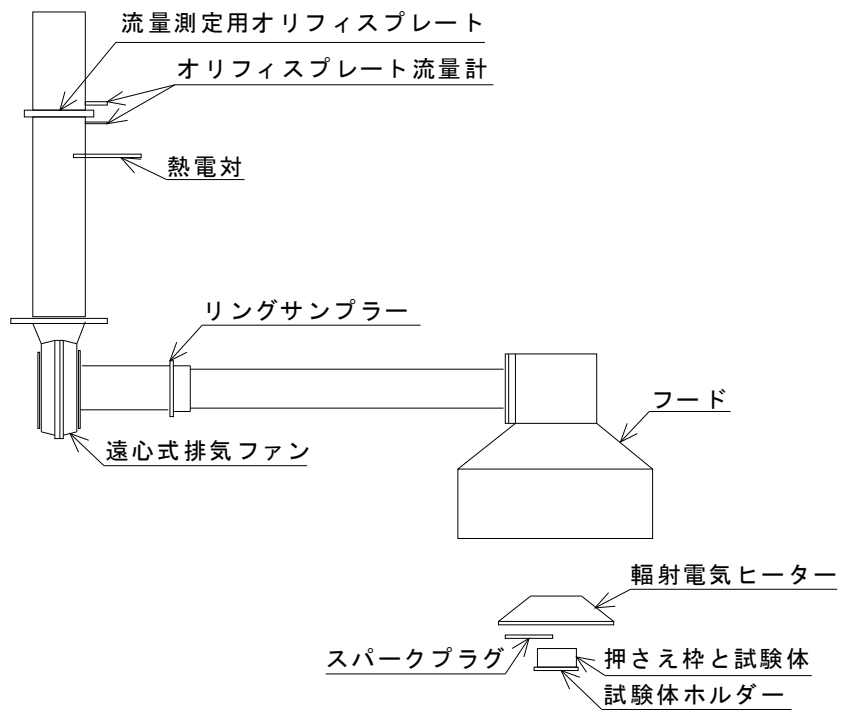 流量測定用オリフィスプレート
オリフィスプレート流量計
熱電対
リングサンプラー
フード
遠心式排気ファン
輻射電気ヒーター
スパークプラグ
押さえ枠と試験体
試験体ホルダー